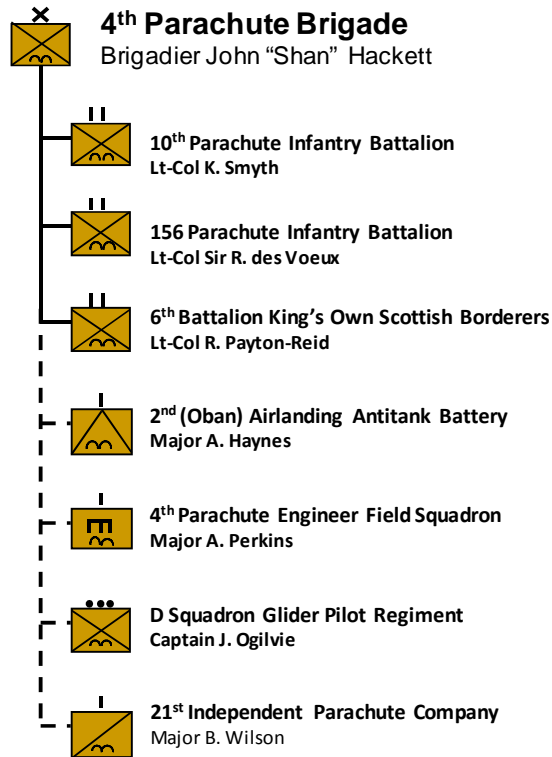 4th Parachute Brigade
Brigadier John “Shan” Hackett
10th Parachute Infantry Battalion
Lt-Col K. Smyth
156 Parachute Infantry Battalion
Lt-Col Sir R. des Voeux
6th Battalion King’s Own Scottish Borderers
Lt-Col R. Payton-Reid
2nd (Oban) Airlanding Antitank Battery
Major A. Haynes
E
4th Parachute Engineer Field Squadron
Major A. Perkins
D Squadron Glider Pilot Regiment
Captain J. Ogilvie
21st Independent Parachute Company
Major B. Wilson